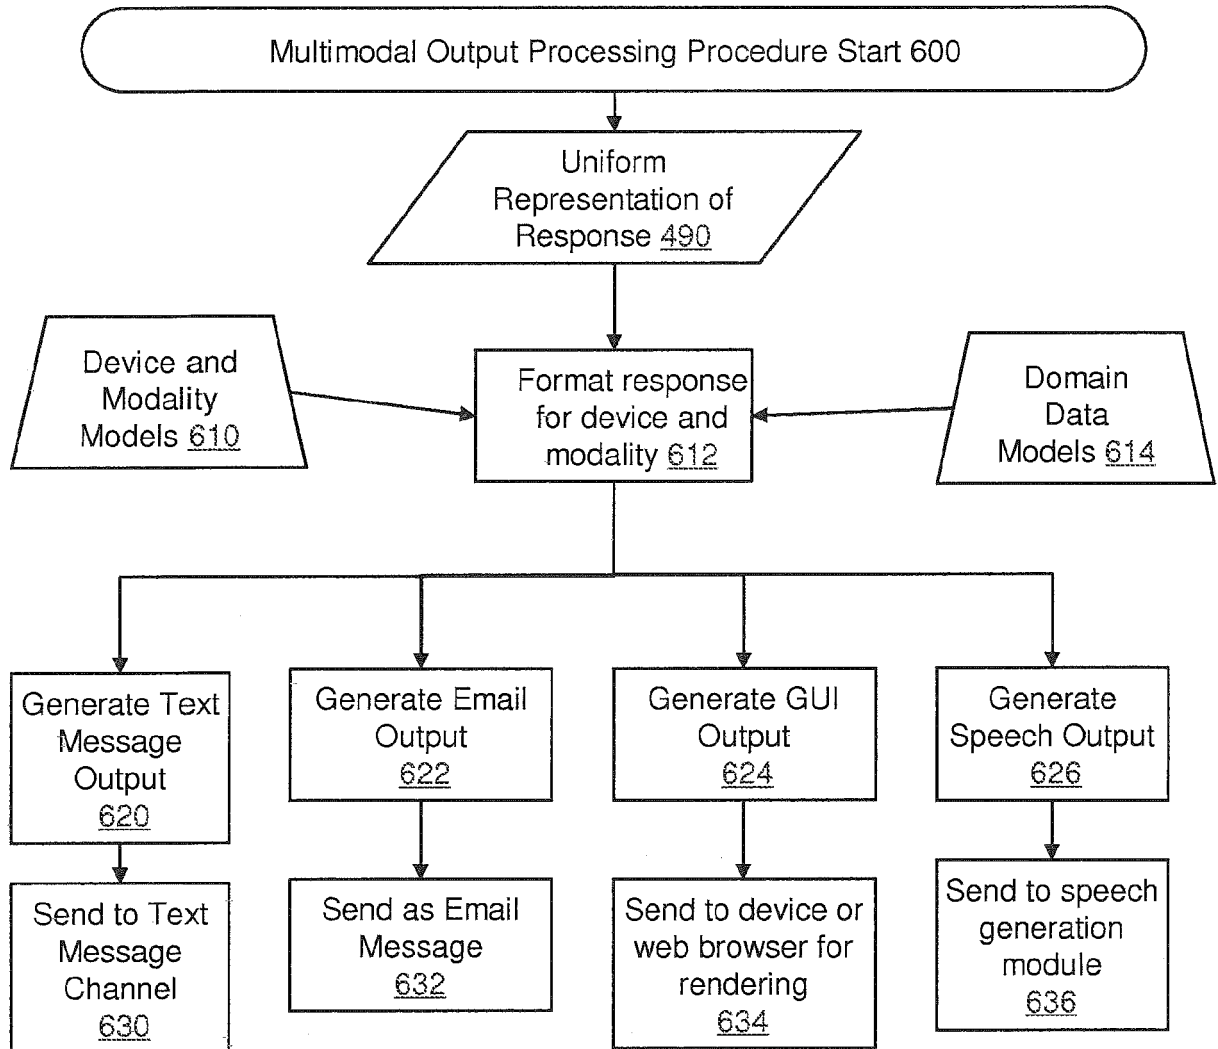 Multimodal Output Processing Procedure Start 600
Uniform
Representation of
Response 490
Device and
Modality
Models 610
Format response
for device and
modality 612
Domain
Data
Models 614
Generate Text
Message
Output
620
Generate Email
Output
622
Generate GUI
Output
624
Generate
Speech Output
626
Send to Text
Message
Channel
630
Send as Email
Message
632
Send to device or
web browser for
rendering
634
Send to speech
generation
module
636